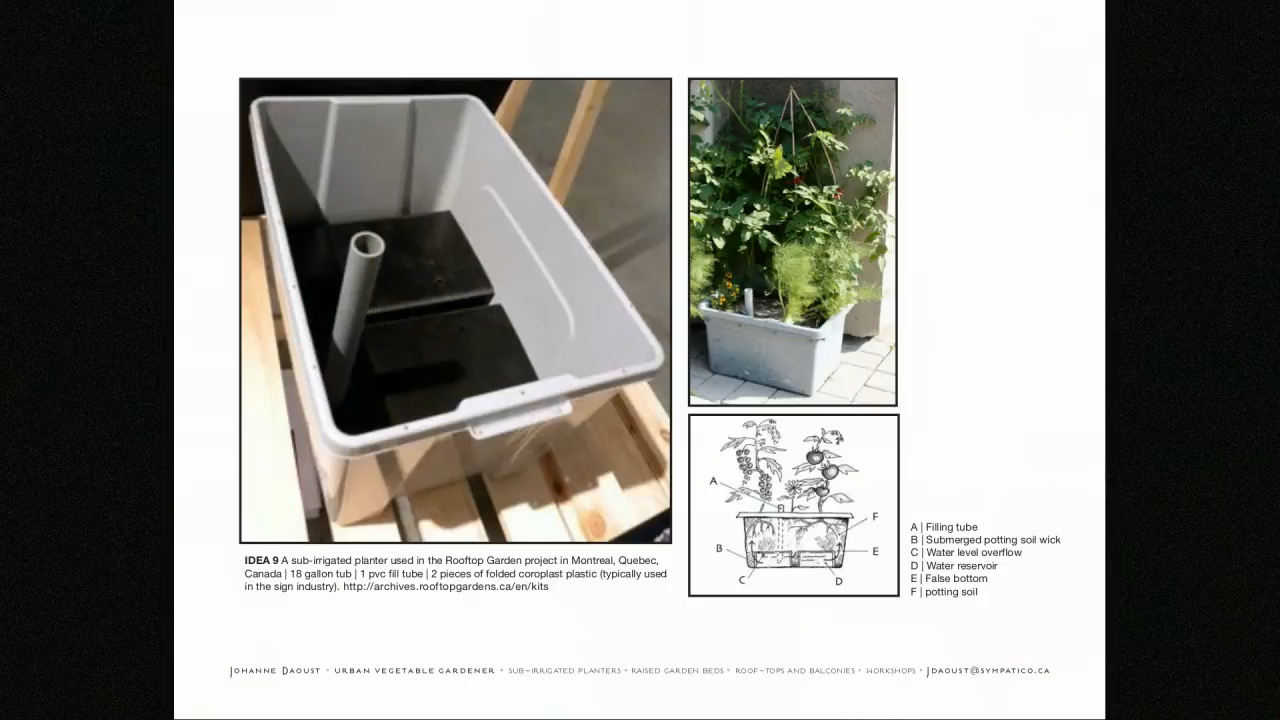 IDEA 9 A sub-irrigated planter used in the Rooftop Garden project in Montreal, Quebec,
Canada | 18 gallon tub | 1 pvc fill tube | 2 pieces of folded coroplast plastic (typically used
in the sign industry). http://archives.rooftopgardens.ca/en/kits
A
B
C
D
E
F
A | Filling tube
B | Submerged potting soil wick
C | Water level overflow
D | Water reservoir
E | False bottom
F | potting soil
JOHANNE DAOUST • URBAN VEGETABLE GARDENER • SUB-IRRIGATED PLANTERS • RAISED GARDEN BEDS • ROOF-TOPS AND BALCONIES • WORKSHOPS • JDAOUST@SYMPATICO.CA